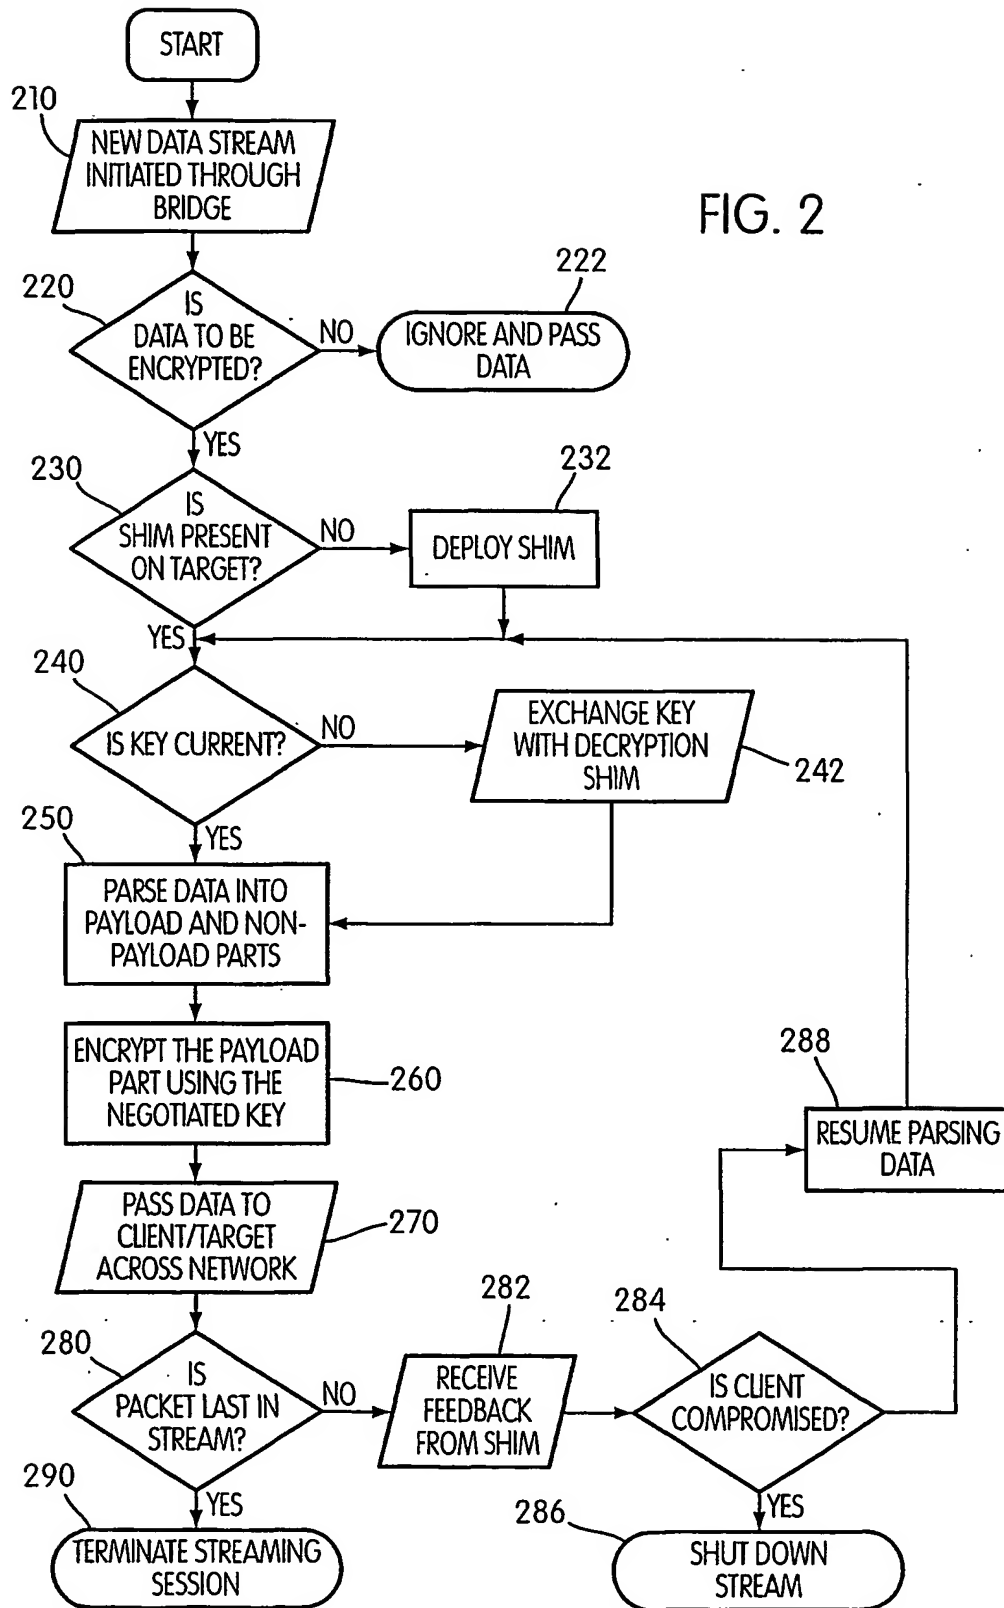 START
210
NEW DATA STREAM
INITIATED THROUGH
BRIDGE
FIG. 2
220
IS
DATA TO BE
ENCRYPTED?
NO
222
IGNORE AND PASS
DATA
YES
230
IS
SHIM PRESENT
ON TARGET?
NO
232
DEPLOY SHIM
YES
240
IS KEY CURRENT?
NO
EXCHANGE KEY
WITH DECRYPTION
SHIM
242
YES
250
PARSE DATA INTO
PAYLOAD AND NON-
PAYLOAD PARTS
ENCRYPT THE PAYLOAD
PART USING THE
NEGOTIATED KEY
260
288
RESUME PARSING
DATA
PASS DATA TO
CLIENT/TARGET
ACROSS NETWORK
270
280
IS
PACKET LAST IN
STREAM?
NO
282
RECEIVE
FEEDBACK
FROM SHIM
284
IS CLIENT
COMPROMISED?
YES
290
TERMINATE STREAMING
SESSION
YES
286
SHUT DOWN
STREAM